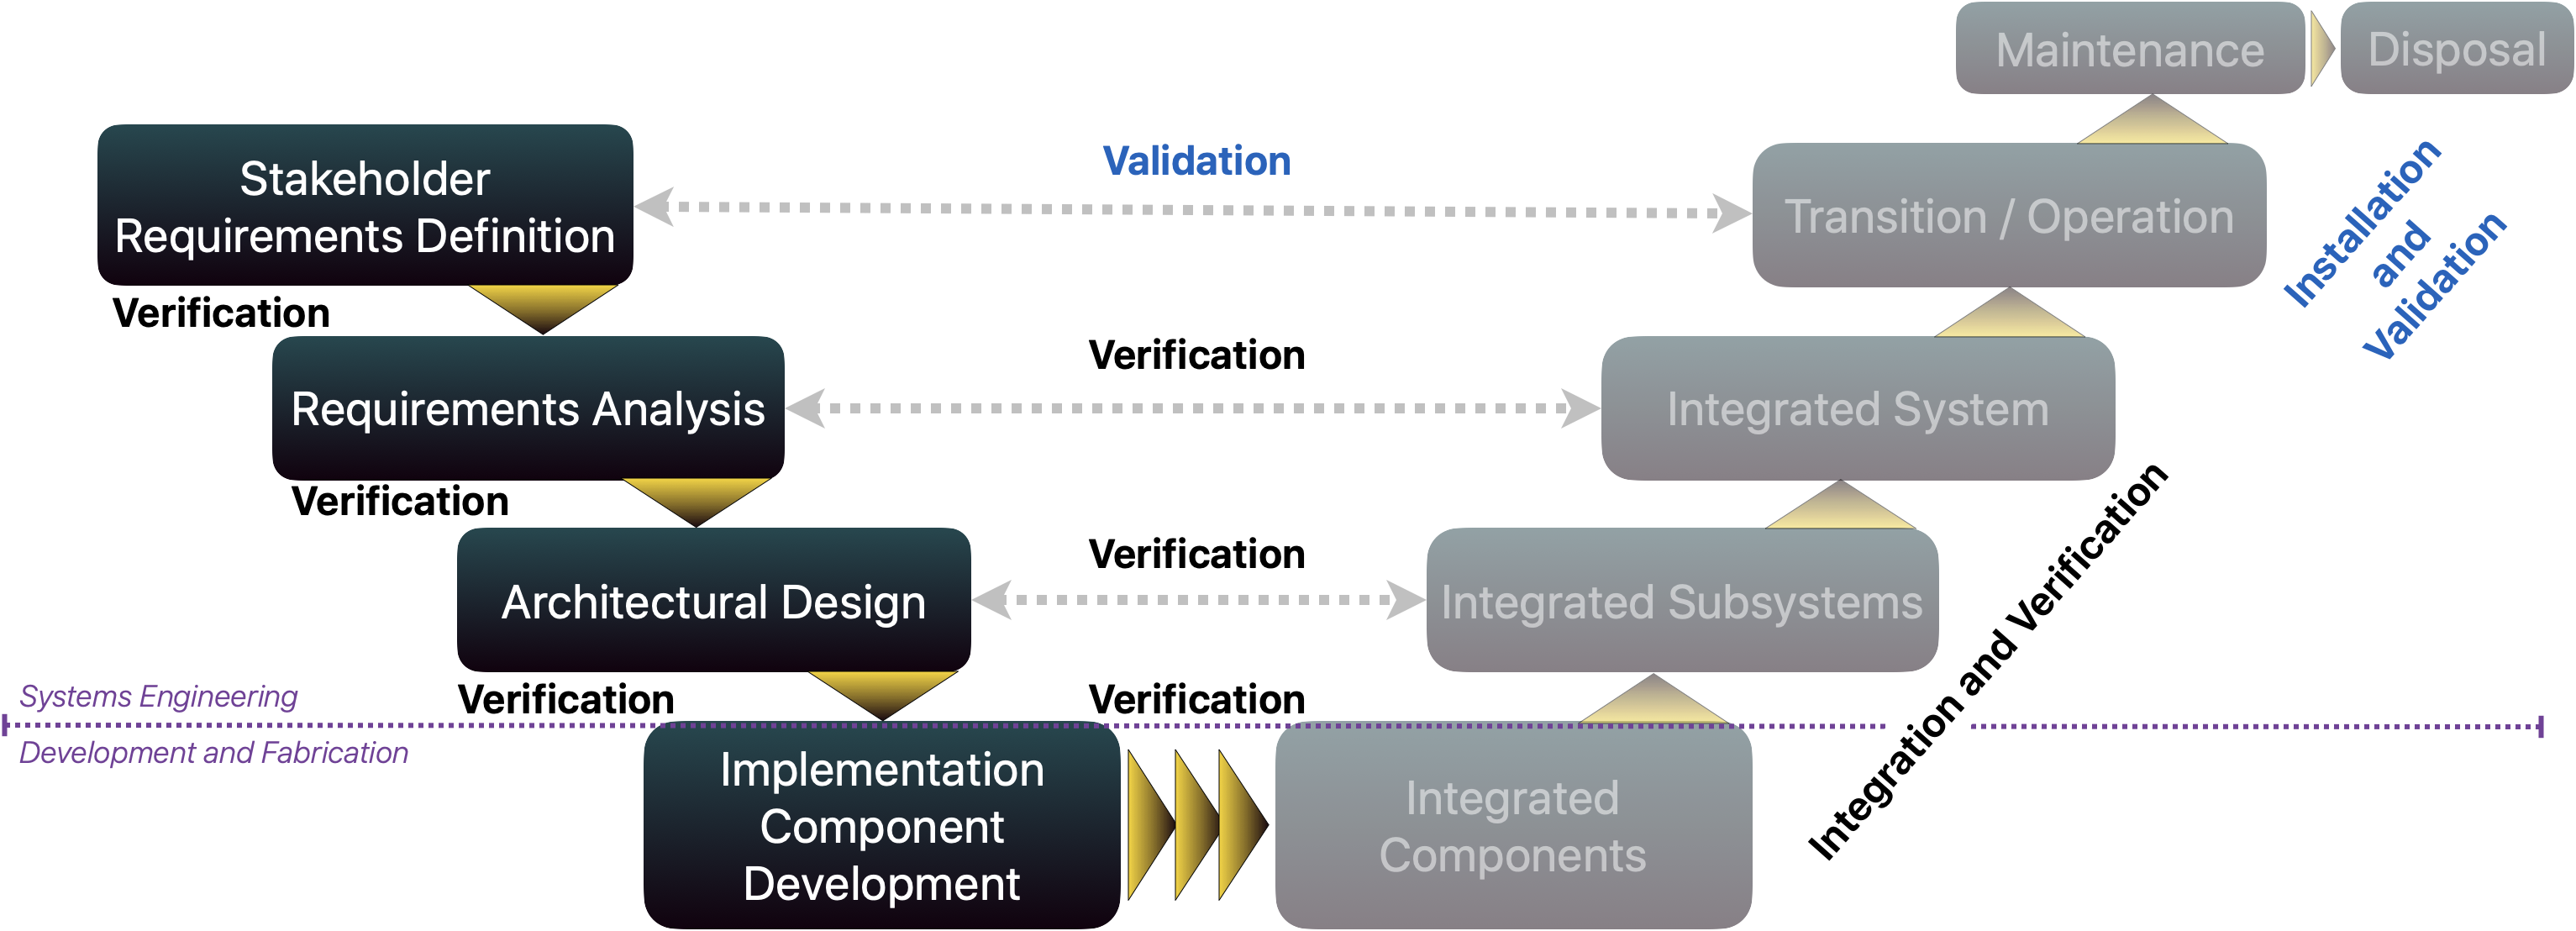 Maintenance
Disposal
Stakeholder
Requirements Definition
Validation
Transition / Operation
Installation
and
Validation
Verification
Requirements Analysis
Verification
Integrated System
Verification
Architectural Design
Verification
Integrated Subsystems
Integration and Verification
Systems Engineering
Verification
Verification
Development and Fabrication
Implementation
Component
Development
Integrated
Components